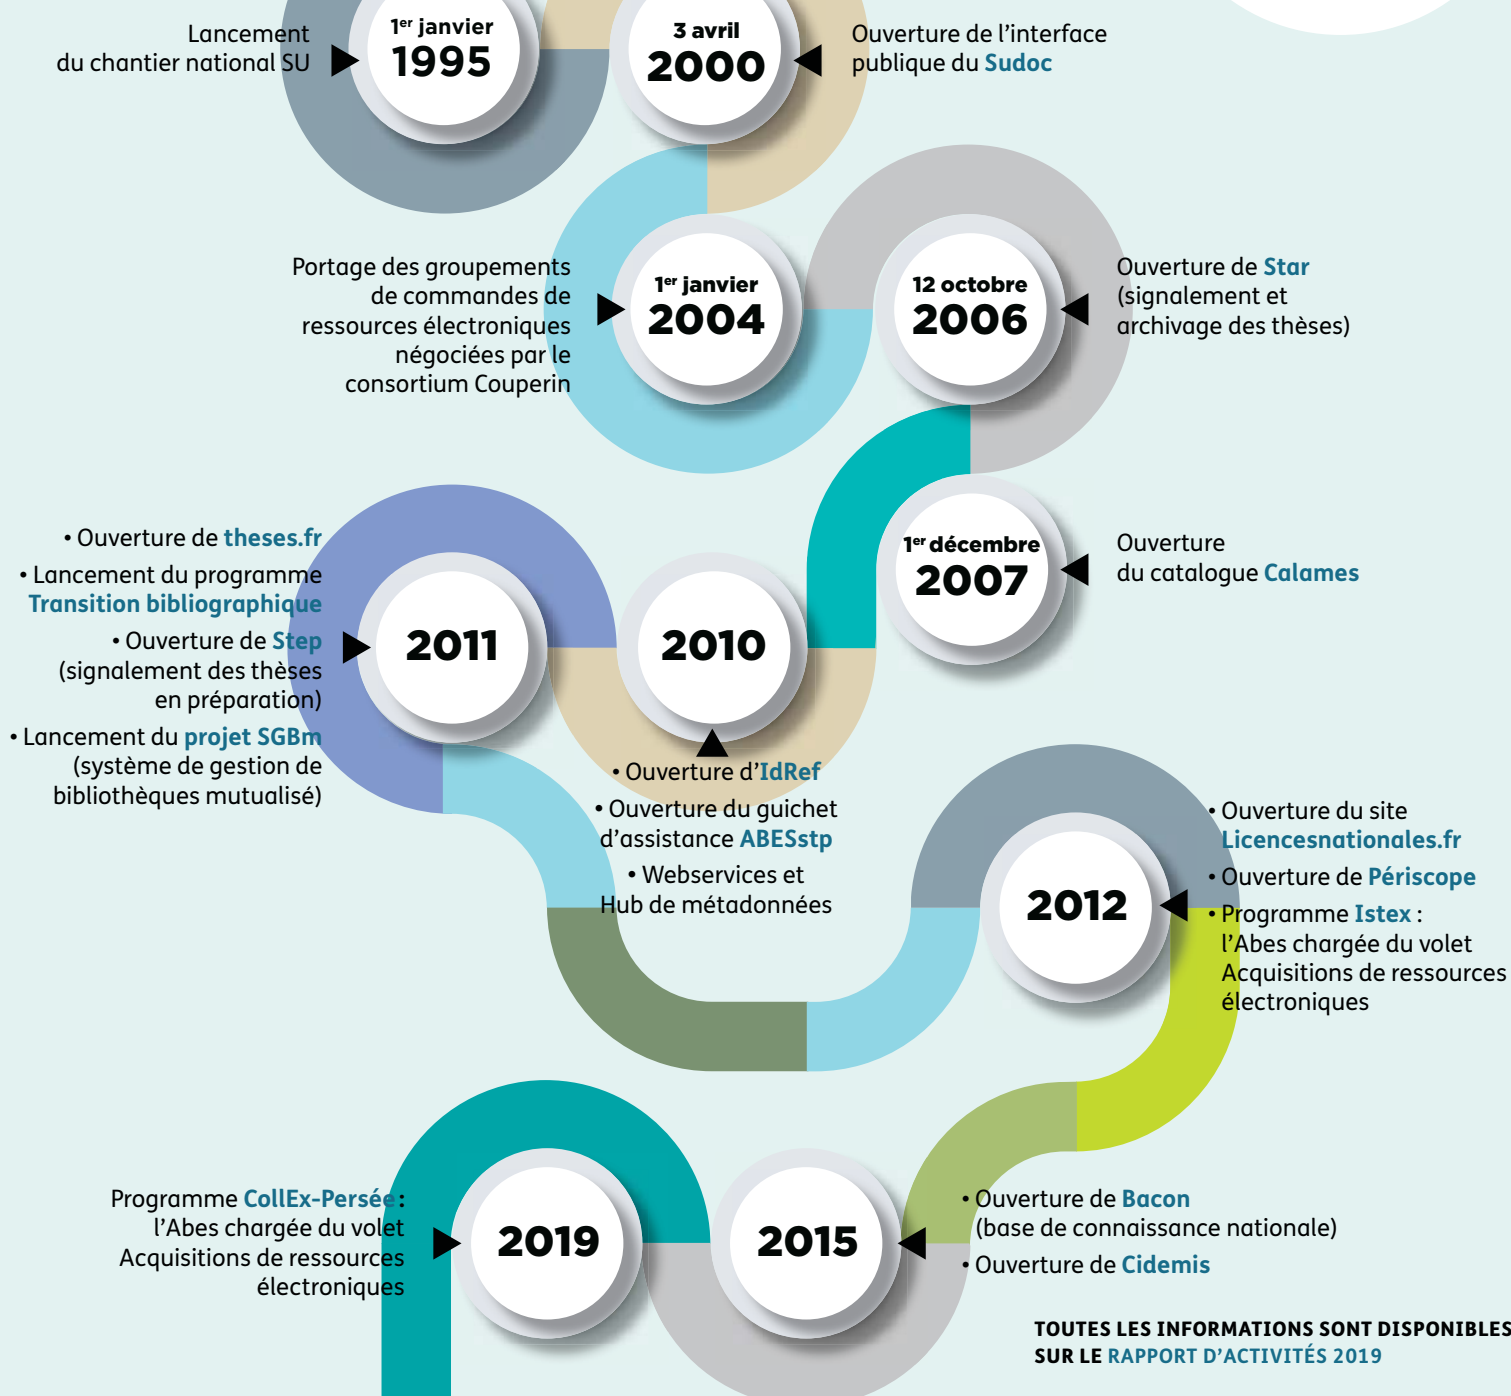 Lancement
du chantier national SU
1er janvier
1995
3 avril
2000
Ouverture de l'interface
publique du Sudoc
Portage des groupements
de commandes de
ressources électroniques
négociées par le
consortium Couperin
1er janvier
2004
12 octobre
2006
Ouverture de Star
(signalement et
archivage des thèses)
1er décembre
2007
Ouverture
du catalogue Calames
2010
• Ouverture d'IdRef
• Ouverture du guichet
d'assistance ABESstp
• Webservices et
Hub de métadonnées
• Ouverture de theses.fr
• Lancement du programme
Transition bibliographique
• Ouverture de Step
(signalement des thèses
en préparation)
• Lancement du projet SGBm
(système de gestion de
bibliothèques mutualisé)
2011
2012
• Ouverture du site
Licencesnationales.fr
• Ouverture de Périscope
• Programme Istex :
l'Abes chargée du volet
Acquisitions de ressources
électroniques
2015
• Ouverture de Bacon
(base de connaissance nationale)
• Ouverture de Cidemis
Programme CollEx-Persée :
l'Abes chargée du volet
Acquisitions de ressources
électroniques
2019
TOUTES LES INFORMATIONS SONT DISPONIBLES
SUR LE RAPPORT D'ACTIVITÉS 2019